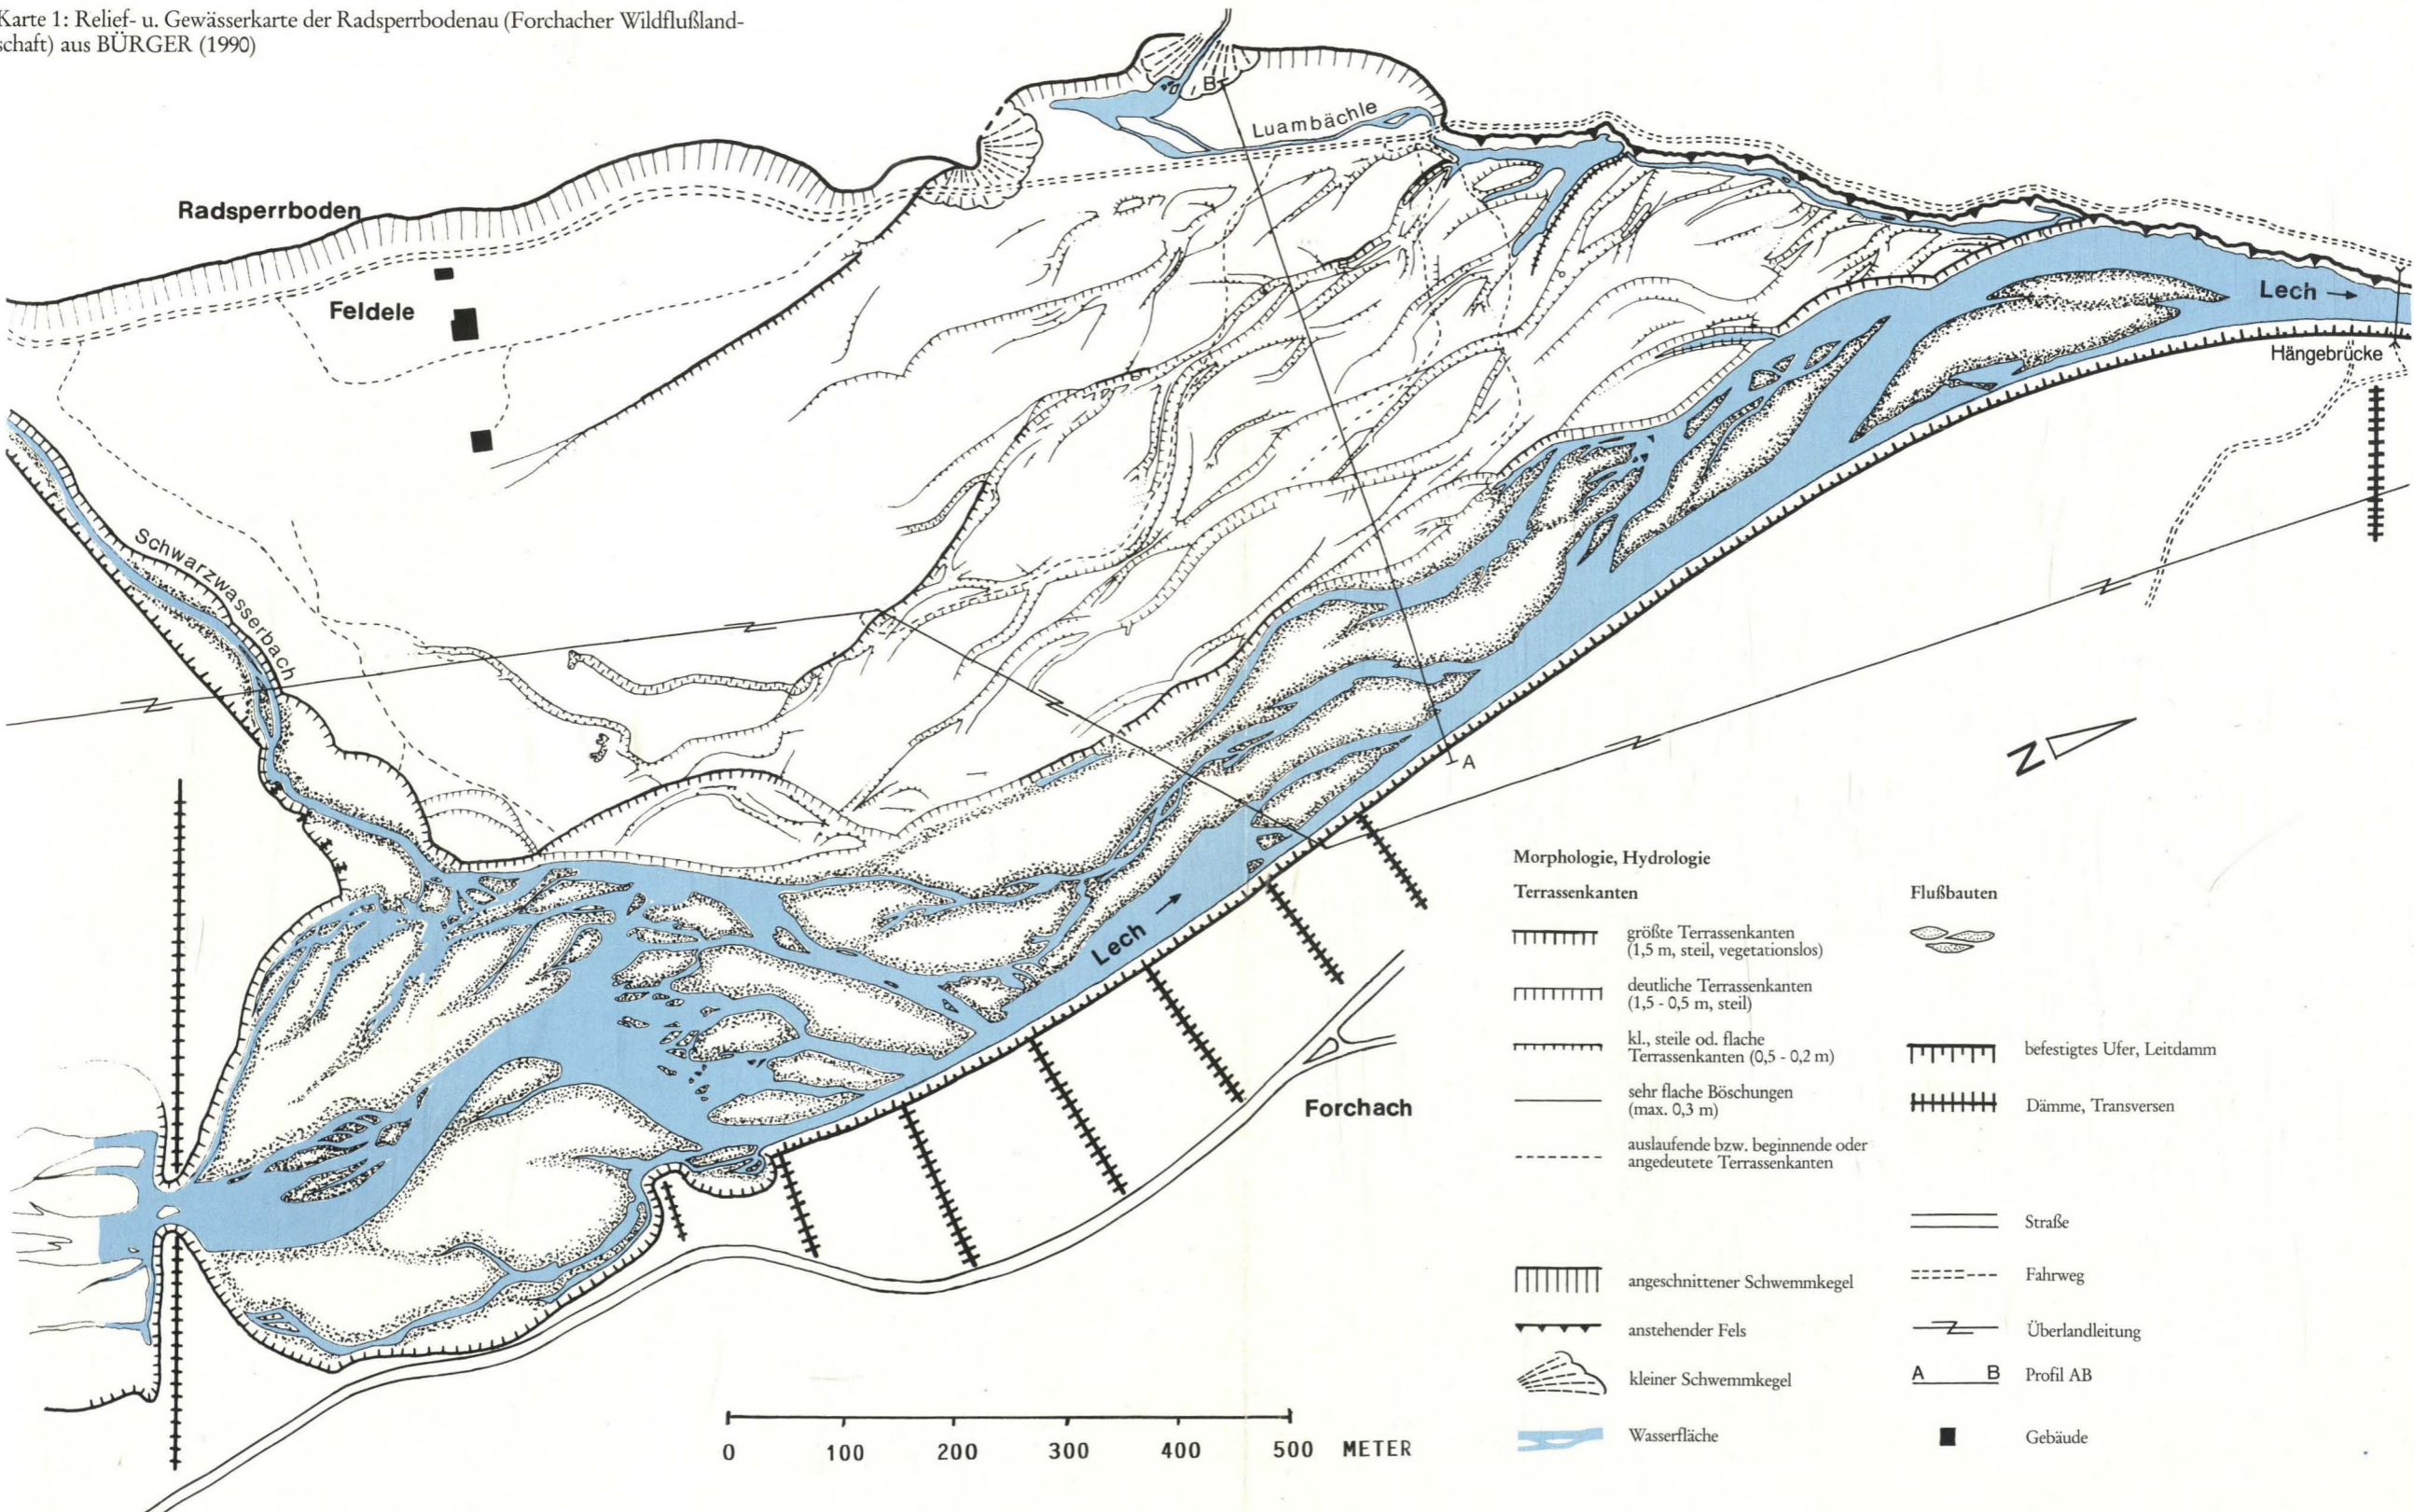 Karte 1: Relief- u. Gewässerkarte der Radsperrbodenau (Forchacher Wildflußland-
schaft) aus BÜRGER (1990)
B
Luambächle
Radsperrboden
Feldele
Lech
Hängebrücke
Schwarzwasserbach
N
A
Lech
Forchach
Morphologie, Hydrologie
Terrassenkanten
größte Terrassenkanten
(1,5 m, steil, vegetationslos)
deutliche Terrassenkanten
(1,5 - 0,5 m, steil)
kl., steile od. flache
Terrassenkanten (0,5 - 0,2 m)
sehr flache Böschungen
(max. 0,3 m)
auslaufende bzw. beginnende oder
angedeutete Terrassenkanten
angeschnittener Schwemmkegel
anstehender Fels
kleiner Schwemmkegel
Wasserfläche
Flußbauten
befestigtes Ufer, Leitdamm
Dämme, Transversen
Straße
Fahrweg
Überlandleitung
A B Profil AB
Gebäude
0 100 200 300 400 500 METER